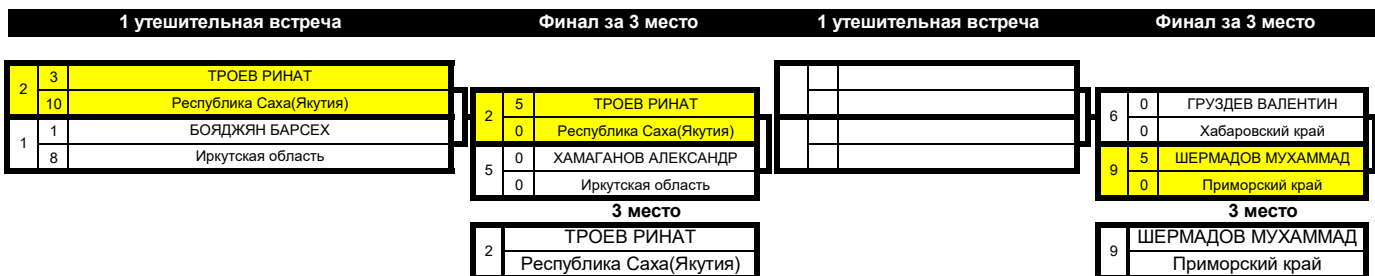 1 утешительная встреча Финал за 3 место 1 утешительная встреча Финал за 3 место
2 3 ТРОЕВ РИНАТ
10 Республика Саха(Якутия)
1 1 БОЯДЖЯН БАРСЕХ
8 Иркутская область
2 5 ТРОЕВ РИНАТ
0 Республика Саха(Якутия)
5 0 ХАМАГАНОВ АЛЕКСАНДР
0 Иркутская область
3 место
2 ТРОЕВ РИНАТ
Республика Саха(Якутия)
6 0 ГРУЗДЕВ ВАЛЕНТИН
0 Хабаровский край
9 5 ШЕРМАДОВ МУХАММАД
0 Приморский край
3 место
9 ШЕРМАДОВ МУХАММАД
Приморский край